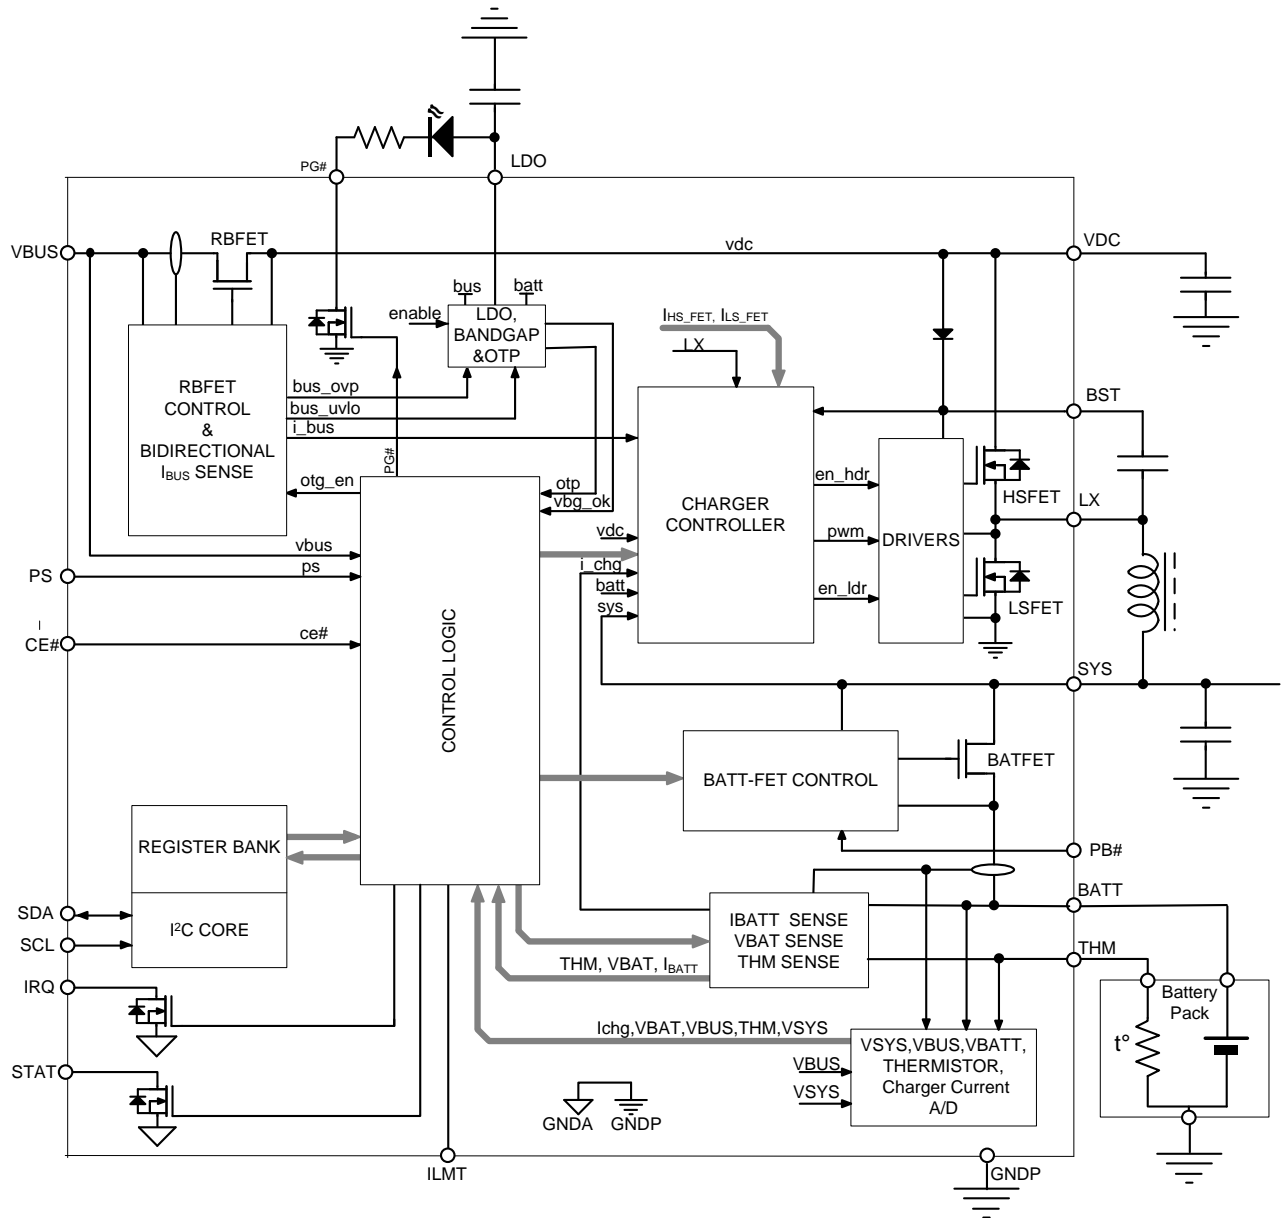 LDO
PG#
VBUS
RBFET
vdc
VDC
bus
batt
enable
LDO,
BANDGAP
&OTP
IHS_FET, ILS_FET
LX
RBFET
CONTROL
&
BIDIRECTIONAL
IBUS SENSE
bus_ovp
bus_uvlo
i_bus
PG#
BST
otg_en
otp
vbg_ok
CHARGER
CONTROLLER
en_hdr
HSFET
LX
vdc
pwm
DRIVERS
vbus
i_chg
PS
ps
batt
en_ldr
LSFET
sys
CE#
ce#
CONTROL LOGIC
SYS
BATFET
BATT-FET CONTROL
REGISTER BANK
PB#
BATT
SDA
I2C CORE
IBATT SENSE
VBAT SENSE
THM SENSE
SCL
THM
THM, VBAT, IBATT
IRQ
Battery
Pack
Ichg,VBAT,VBUS,THM,VSYS
VSYS,VBUS,VBATT,
THERMISTOR,
Charger Current
A/D
t°
VBUS
STAT
VSYS
GNDA
GNDP
ILMT
GNDP